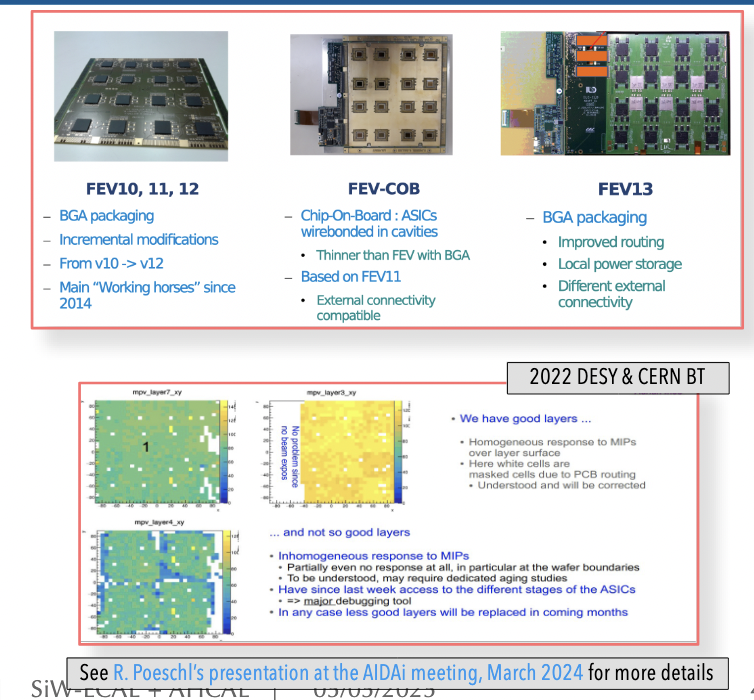 FEV10, 11, 12
– BGA packaging
– Incremental modifications
– From v10 -> v12
– Main “Working horses” since
2014
FEV-COB
– Chip-On-Board : ASICs
wirebonded in cavities
• Thinner than FEV with BGA
– Based on FEV11
• External connectivity
compatible
FEV13
– BGA packaging
• Improved routing
• Local power storage
• Different external
connectivity
2022 DESY & CERN BT
mpv_layer7_xy
1
mpv_layer3_xy
No problem since
no beam expos
mpv_layer4_xy
• We have good layers ...
• Homogeneous response to MIPs
over layer surface
• Here white cells are
masked cells due to PCB routing
• Understood and will be corrected
... and not so good layers
• Inhomogeneous response to MIPs
• Partially even no response at all, in particular at the wafer boundaries
• To be understood, may require dedicated aging studies
• Have since last week access to the different stages of the ASICs
• => major debugging tool
• In any case less good layers will be replaced in coming months
See R. Poeschl’s presentation at the AIDAi meeting, March 2024 for more details
SiW-ECAL + AHCAL | 05/05/2025